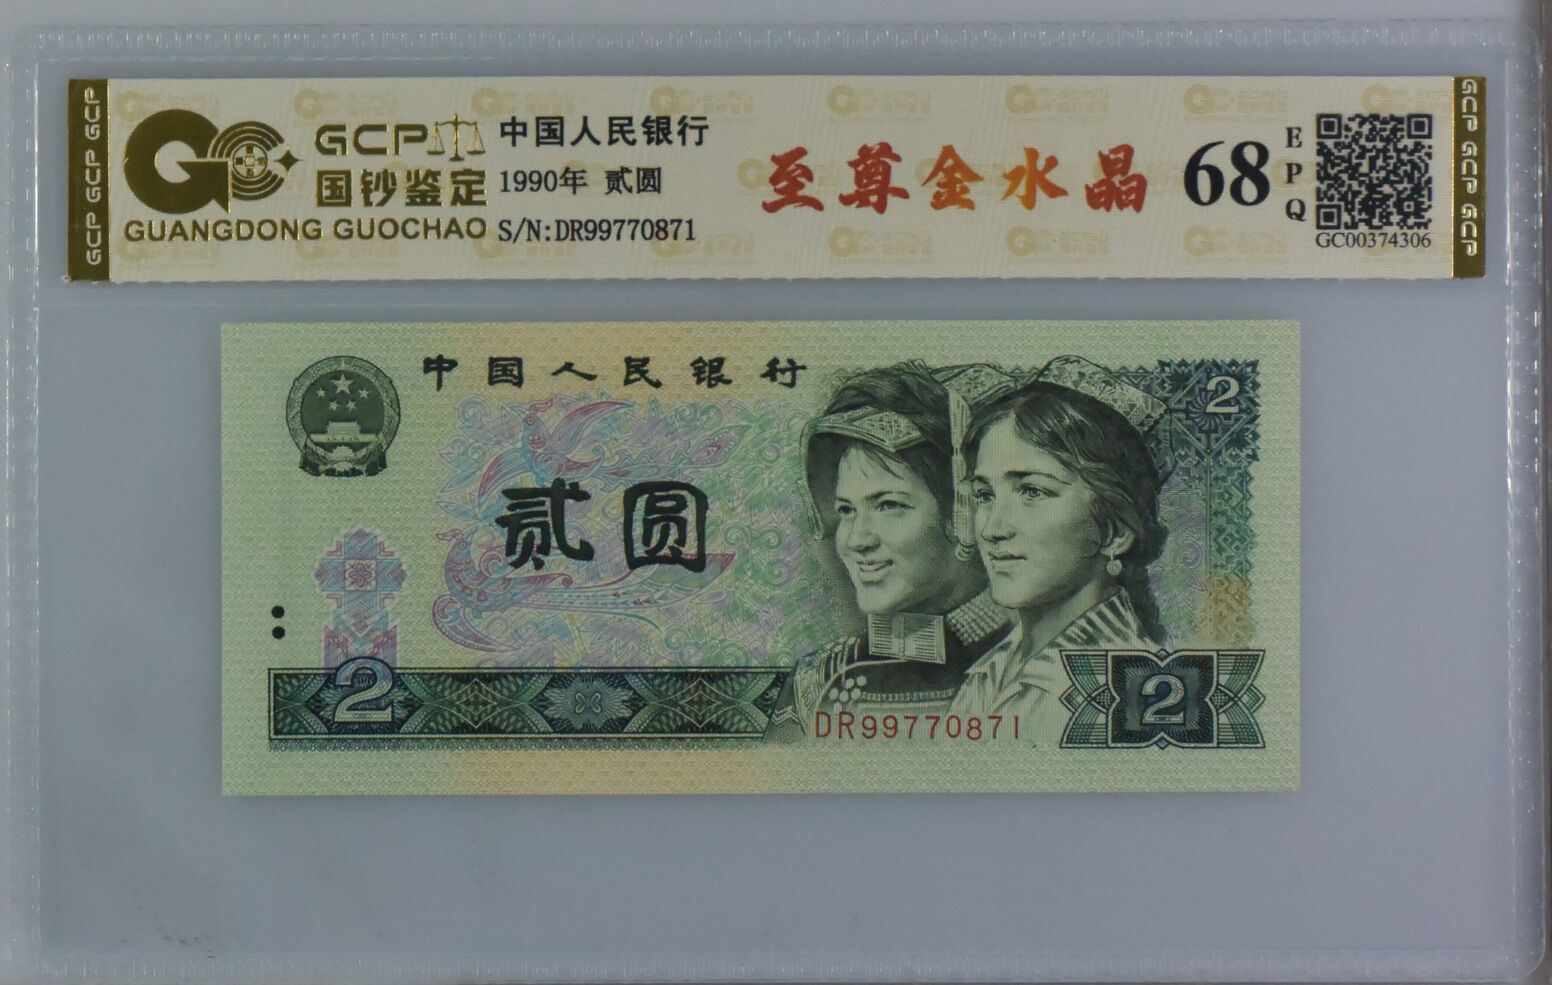 GCP GCP GCP
GCP
国钞鉴定
GUANGDONG GUOCHAO
中国人民银行
1990年 贰圆
S/N:DR99770871
至尊金水晶
68
EPQ
GC00374306
GCP GCP GCP
中国人民银行
2
贰圆
2
DR99770871
2